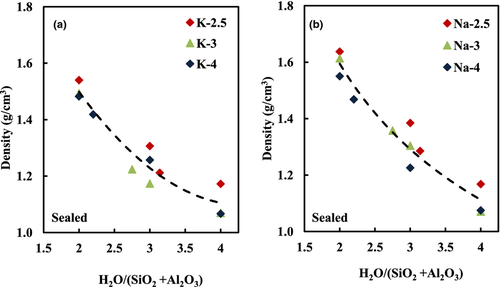 (a)
K-2.5
K-3
K-4
Density (g/cm³)
1.8
1.6
1.4
1.2
1.0
Sealed
1.5 2 2.5 3 3.5 4 4.5
H₂O/(SiO₂ +Al₂O₃)
(b)
Na-2.5
Na-3
Na-4
Density (g/cm³)
1.8
1.6
1.4
1.2
1.0
Sealed
1.5 2 2.5 3 3.5 4 4.5
H₂O/(SiO₂ +Al₂O₃)